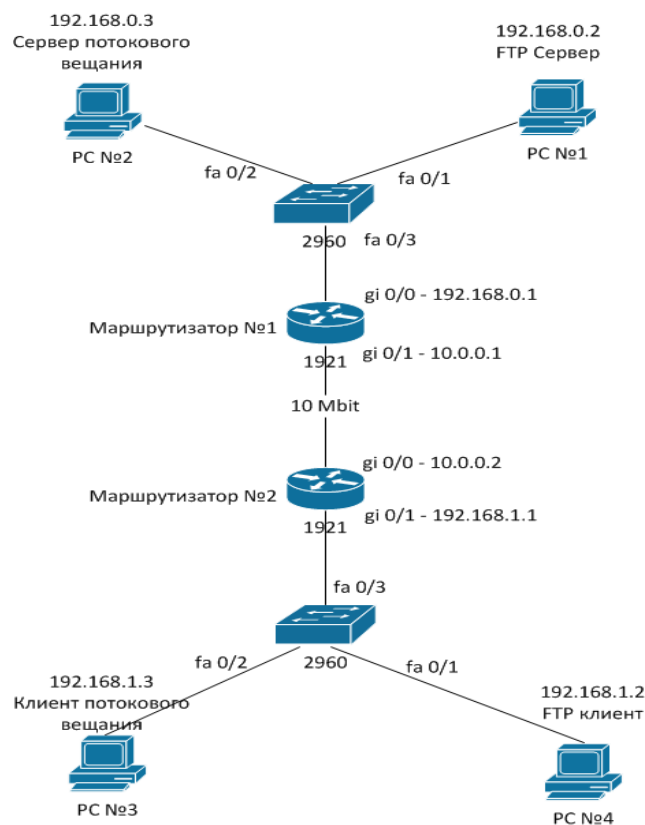 192.168.0.3
Сервер потокового
вещания
PC №2
192.168.0.2
FTP Сервер
PC №1
fa 0/2
fa 0/1
2960
fa 0/3
gi 0/0 - 192.168.0.1
Маршрутизатор №1
1921
gi 0/1 - 10.0.0.1
10 Mbit
gi 0/0 - 10.0.0.2
Маршрутизатор №2
1921
gi 0/1 - 192.168.1.1
fa 0/3
2960
fa 0/2
fa 0/1
192.168.1.3
Клиент потокового
вещания
PC №3
192.168.1.2
FTP клиент
PC №4